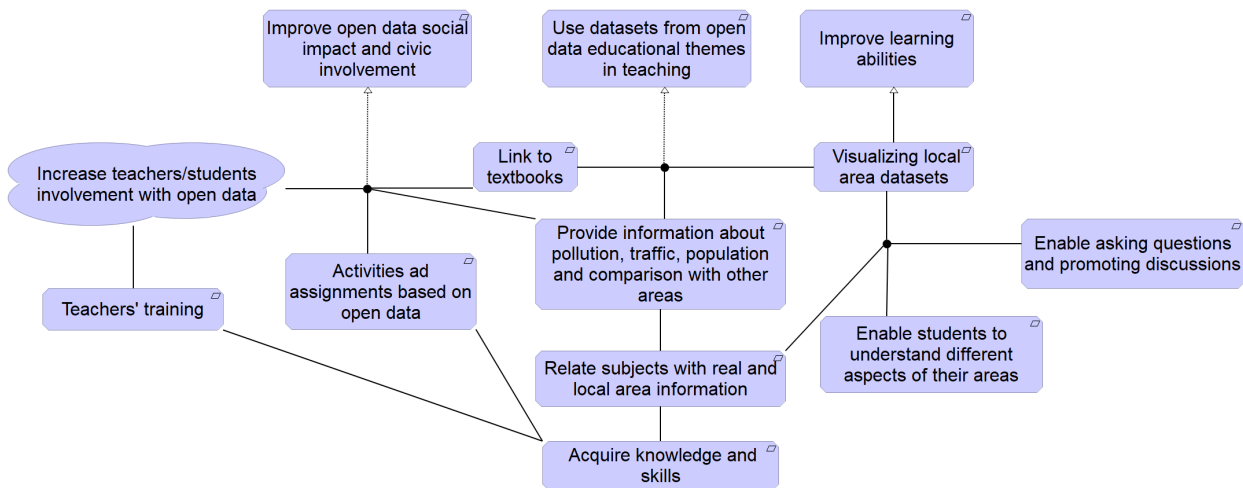 Improve open data social
impact and civic
involvement
Use datasets from open
data educational themes
in teaching
Improve learning
abilities
Increase teachers/students
involvement with open data
Link to
textbooks
Visualizing local
area datasets
Provide information about
pollution, traffic, population
and comparison with other
areas
Enable asking questions
and promoting discussions
Teachers' training
Activities ad
assignments based on
open data
Enable students to
understand different
aspects of their areas
Relate subjects with real and
local area information
Acquire knowledge and
skills